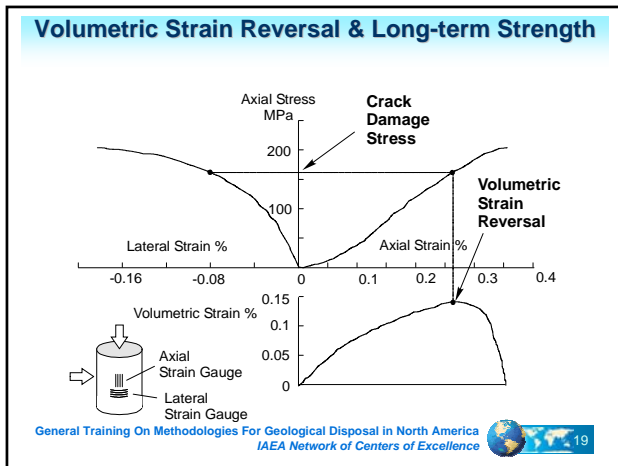 Volumetric Strain Reversal & Long-term Strength
Axial Stress
MPa
Crack
Damage
Stress
200
Volumetric
Strain
Reversal
100
Lateral Strain %
Axial Strain %
-0.16
-0.08
0
0.1
0.2
0.3
0.4
0.15
Volumetric Strain %
0.1
0.05
0
Axial
Strain Gauge
Lateral
Strain Gauge
General Training On Methodologies For Geological Disposal in North America
IAEA Network of Centers of Excellence
19